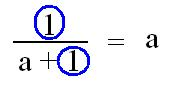 1
a + 1 = a